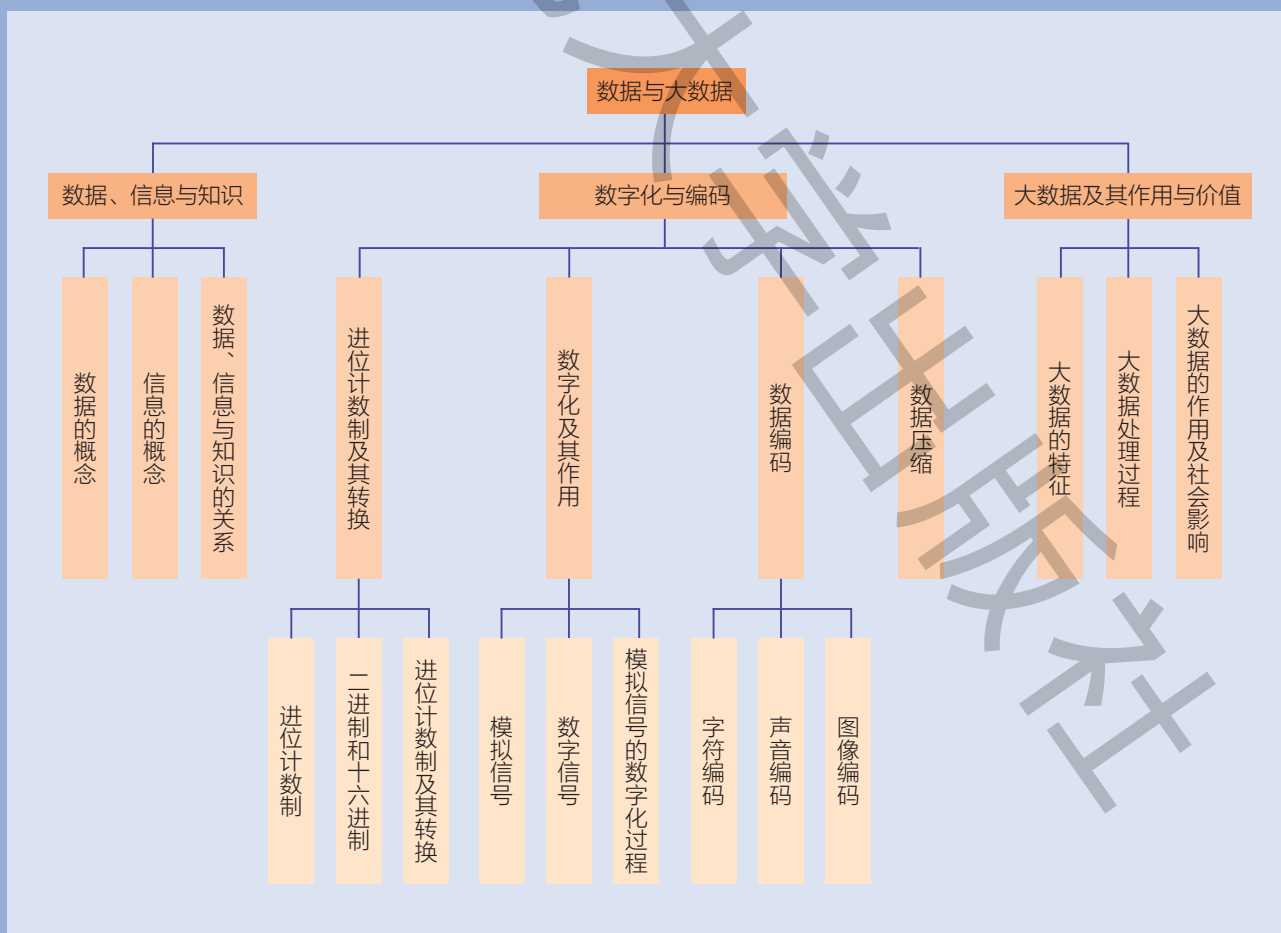 数据与大数据
数据、信息与知识
数字化与编码
大数据及其作用与价值
数据的概念
信息的概念
数据、信息与知识的关系
进位计数制及其转换
数字化及其作用
数据编码
数据压缩
大数据的特征
大数据处理过程
大数据的作用及社会影响
进位计数制
二进制和十六进制
进位计数制及其转换
模拟信号
数字信号
模拟信号的数字化过程
字符编码
声音编码
图像编码
大学出版社